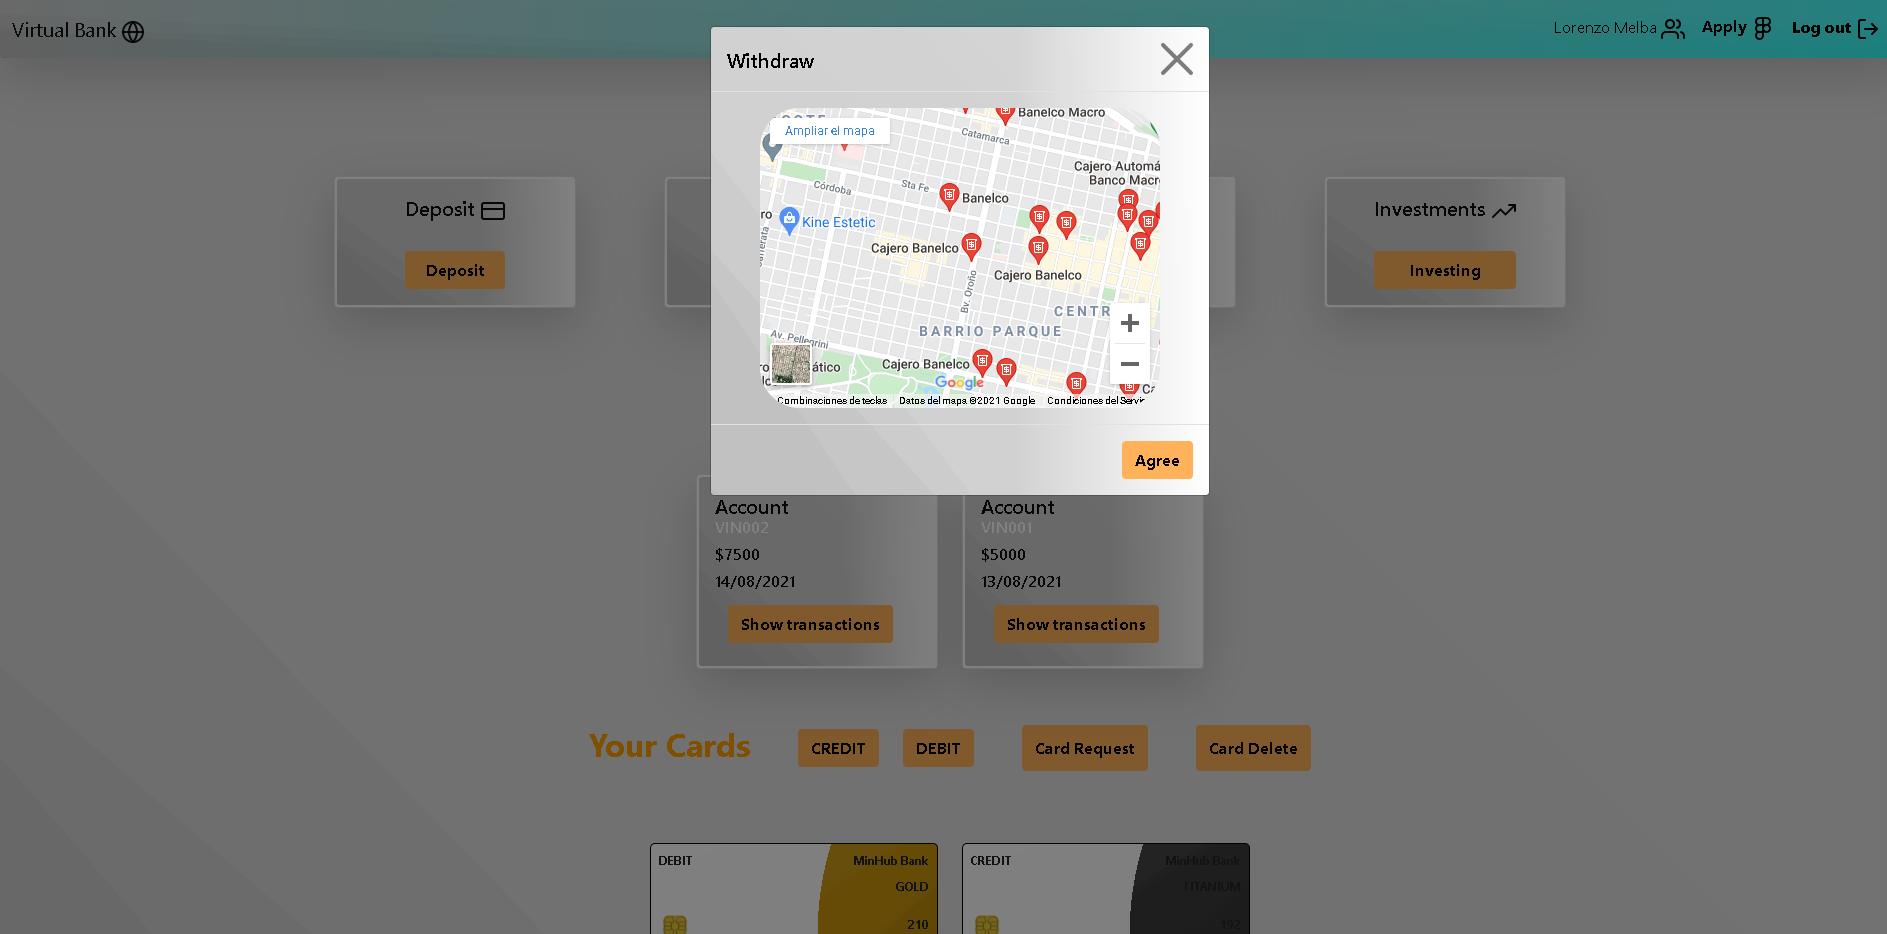 Virtual Bank
Lorenzo Melba
Apply
Log out
Withdraw
Ampliar el mapa
Banelco Macro
Catamarca
Cajero Automá
Banco Macro
Córdoba
Sta Fe
Banelco
Kine Estetic
Cajero Banelco
Cajero Banelco
Bv. Oroño
CENTR
BARRIO PARQUE
Av. Pellegrini
Cajero Banelco
ático
Google
Combinaciones de teclas
Datos del mapa ©2021 Google
Condiciones del Servi
Agree
Deposit
Deposit
Investments
Investing
Account
VIN002
$7500
14/08/2021
Show transactions
Account
VIN001
$5000
13/08/2021
Show transactions
Your Cards
CREDIT
DEBIT
Card Request
Card Delete
DEBIT
MinHub Bank
GOLD
210
CREDIT
MinHub Bank
TITANIUM
192